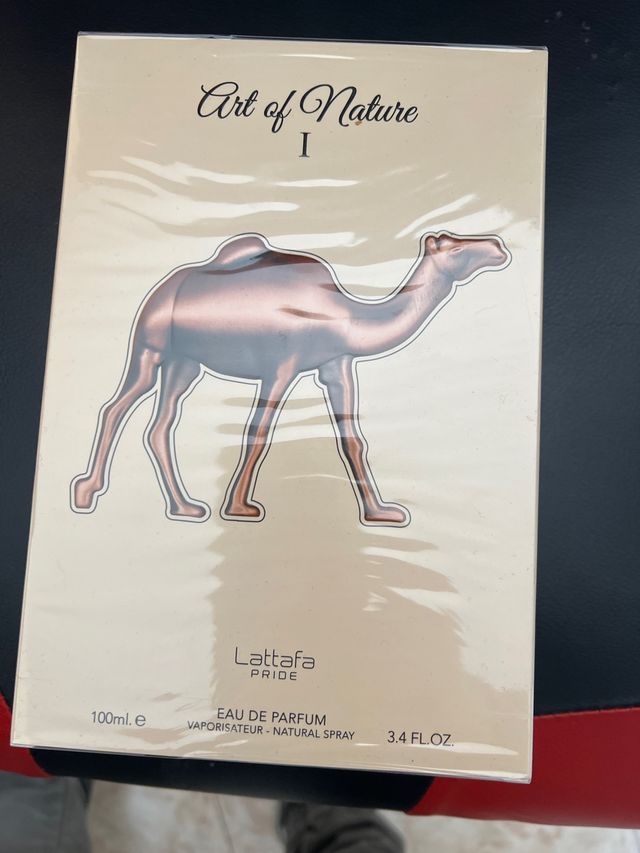 Art of Nature
I
Lattafa
PRIDE
100ml. e
EAU DE PARFUM
VAPORISATEUR - NATURAL SPRAY
3.4 FL.OZ.